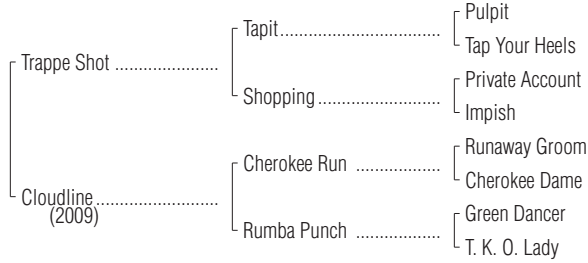 Pulpit
Tapit
Tap Your Heels
Trappe Shot
Private Account
Shopping
Impish
Runaway Groom
Cherokee Run
Cherokee Dame
Cloudline
(2009)
Green Dancer
Rumba Punch
T. K. O. Lady